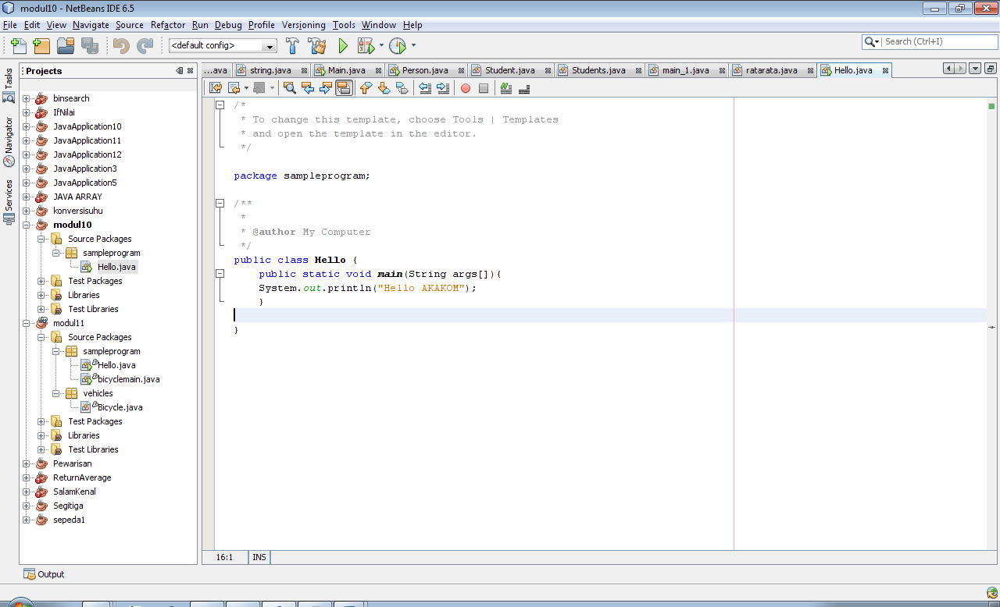 modul10 - NetBeans IDE 6.5
File Edit View Navigate Source Refactor Run Debug Profile Versioning Tools Window Help
<default config>
Search (Ctrl+I)
Tasks
Navigator
Services
Projects
binsearch
IfNilai
JavaApplication10
JavaApplication11
JavaApplication12
JavaApplication3
JavaApplication5
JAVA ARRAY
konversisuhu
modul10
Source Packages
sampleprogram
Hello.java
Test Packages
Libraries
Test Libraries
modul11
Source Packages
sampleprogram
Hello.java
bicyclemain.java
vehicles
Bicycle.java
Test Packages
Libraries
Test Libraries
Pewarisan
ReturnAverage
SalamKenal
Segitiga
sepeda1
...ava string.java Main.java Person.java Student.java Students.java main_1.java ratarata.java Hello.java
/*
 * To change this template, choose Tools | Templates
 * and open the template in the editor.
 */
package sampleprogram;
/**
 *
 * @author My Computer
 */
public class Hello {
    public static void main(String args[]){
    System.out.println("Hello AKAKOM");
    }
}
16:1 INS
Output